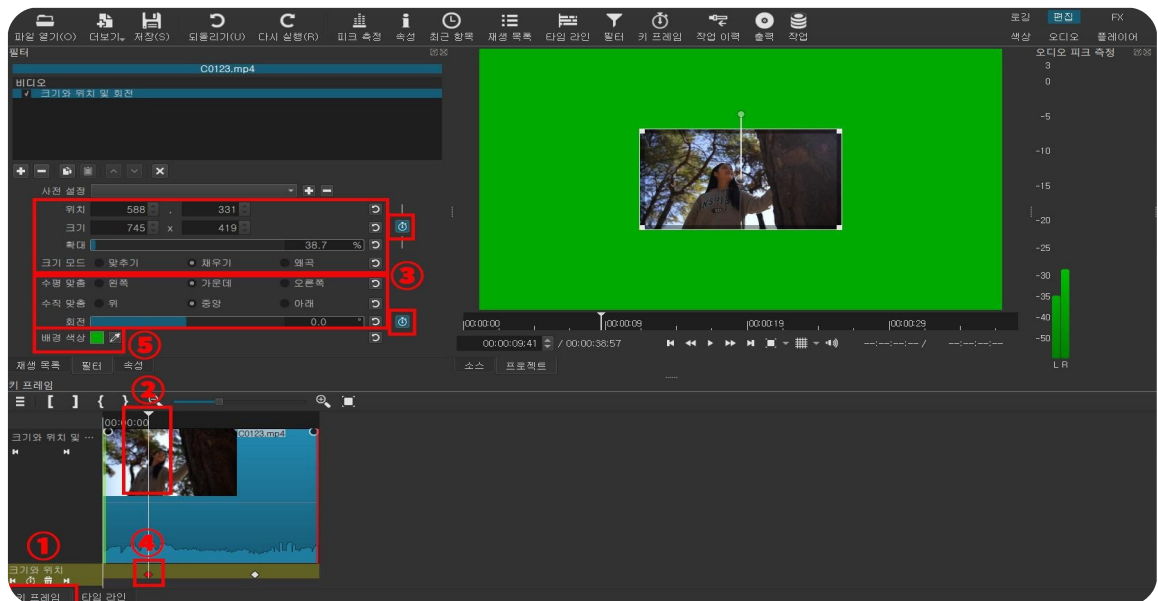 파일 열기(O) 더보기 저장(S) 되돌리기(U) 다시 실행(R) 피크 측정 속성 최근 항목 재생 목록 타임 라인 필터 키 프레임 작업 이력 출력 작업
로깅 편집 FX
색상 오디오 플레이어
필터
오디오 피크 측정
C0123.mp4
비디오
크기와 위치 및 회전
사전 설정
위치 588 , 331
크기 745 x 419
확대 38.7 %
크기 모드 맞추기 채우기 왜곡
③
수평 맞춤 왼쪽 가운데 오른쪽
수직 맞춤 위 중앙 아래
회전 0.0 °
배경 색상 ⑤
3
0
-5
-10
-15
-20
-25
-30
-35
-40
-50
L R
00:00:00 00:00:09 00:00:19 00:00:29
00:00:09:41 / 00:00:38:57 --:--:--:-- / --:--:--:--
재생 목록 필터 속성
소스 프로젝트
키 프레임
②
00:00:00
크기와 위치 및 ···
C0123.mp4
① ④
크기와 위치
키 프레임 타임 라인